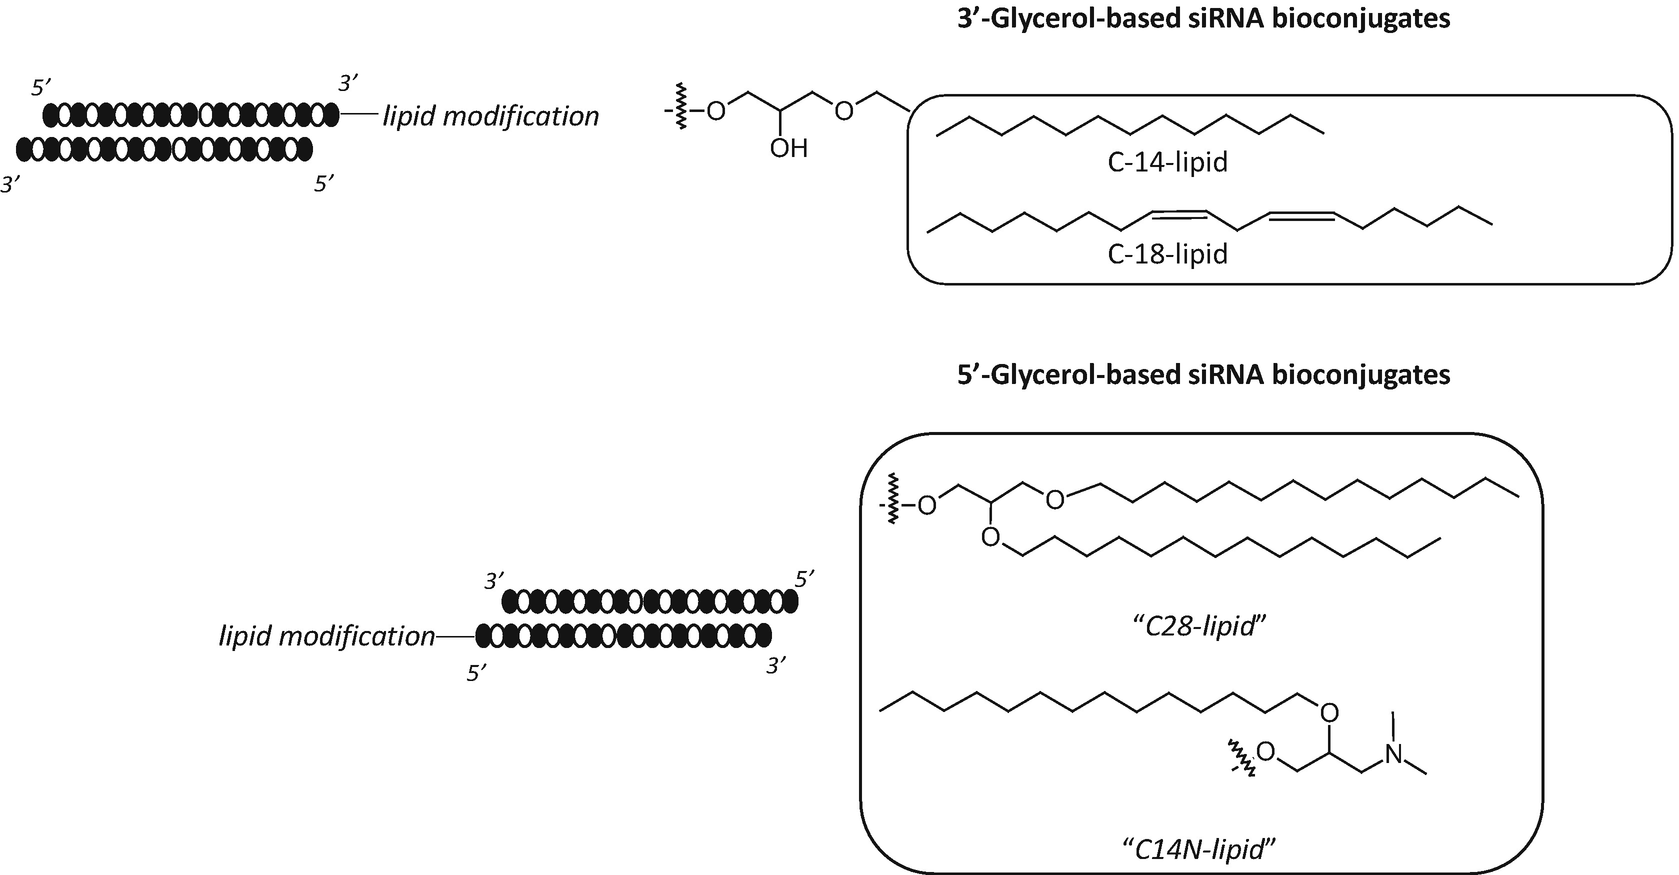 3’-Glycerol-based siRNA bioconjugates
5’
3’
lipid modification
3’
5’
O
OH
O
C-14-lipid
C-18-lipid
5’-Glycerol-based siRNA bioconjugates
O
O
O
“C28-lipid”
3’
5’
lipid modification
5’
3’
O
O
N
“C14N-lipid”